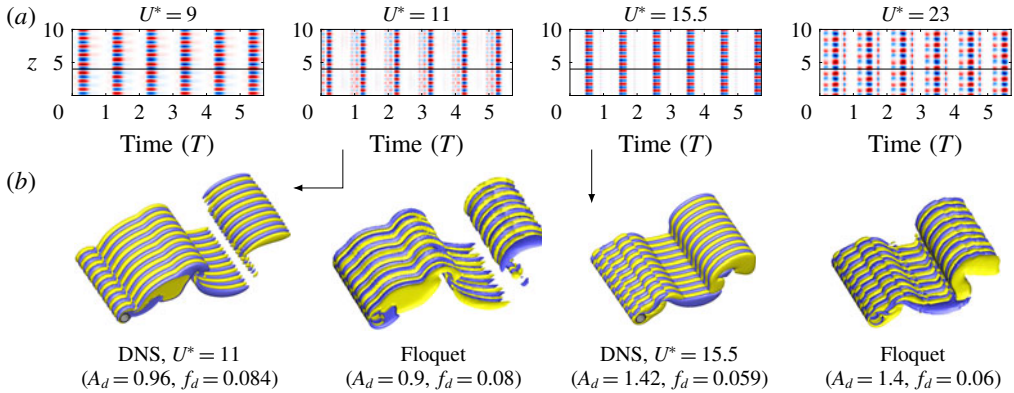 (a)
U* = 9
U* = 11
U* = 15.5
U* = 23
10
z 5
0 1 2 3 4 5
0 1 2 3 4 5
0 1 2 3 4 5
0 1 2 3 4 5
10
5
10
5
10
5
Time (T)
Time (T)
Time (T)
Time (T)
(b)
DNS, U* = 11
(A_d = 0.96, f_d = 0.084)
Floquet
(A_d = 0.9, f_d = 0.08)
DNS, U* = 15.5
(A_d = 1.42, f_d = 0.059)
Floquet
(A_d = 1.4, f_d = 0.06)